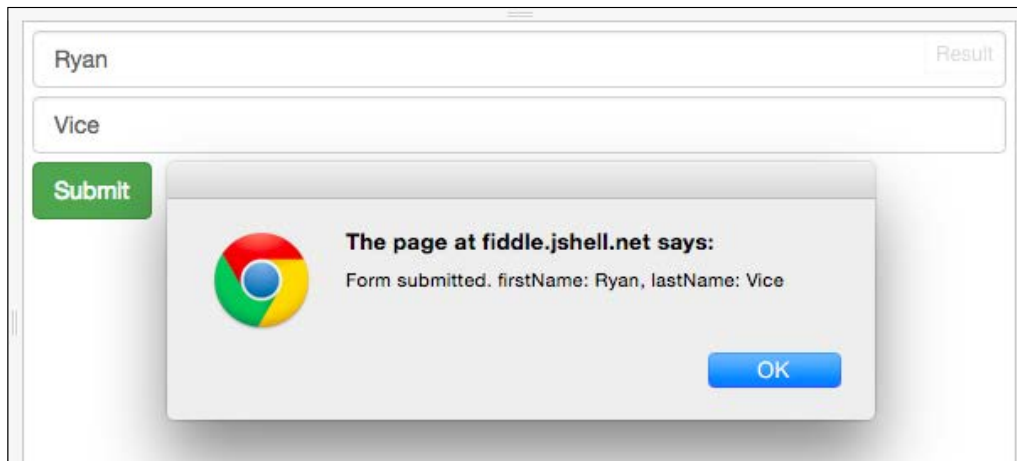 Ryan
Result
Vice
Submit
The page at fiddle.jshell.net says:
Form submitted. firstName: Ryan, lastName: Vice
OK